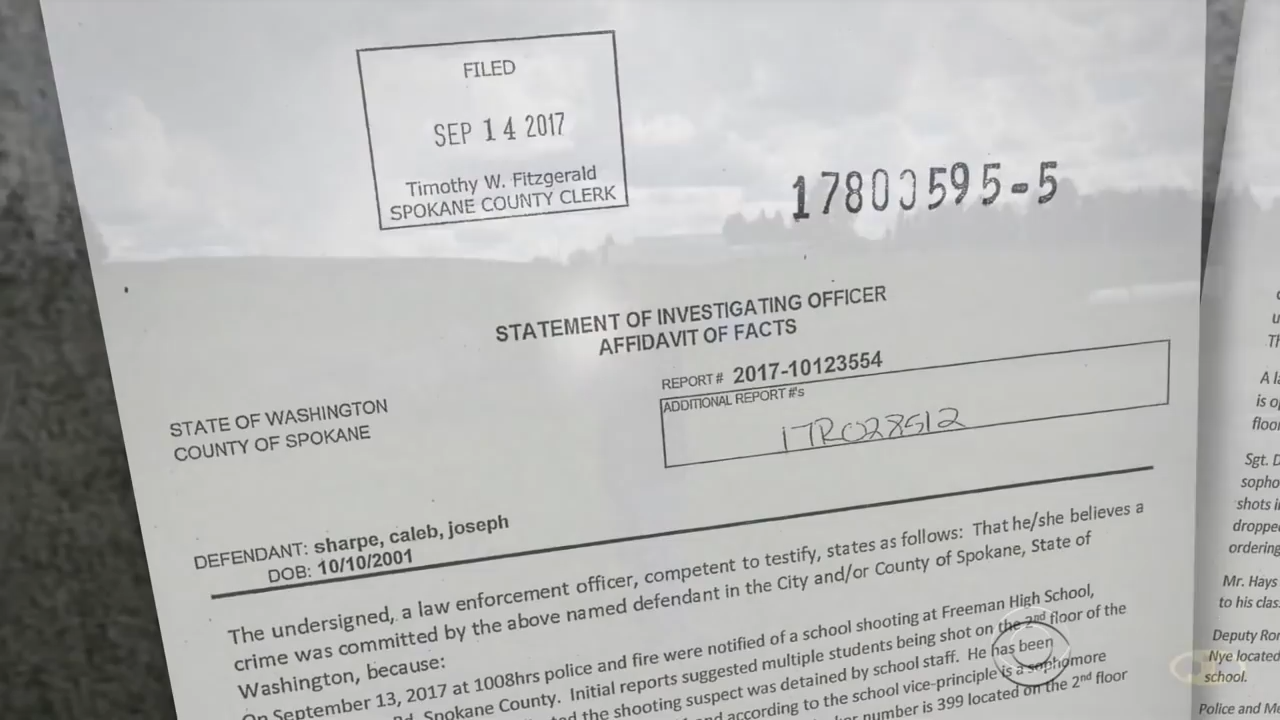 FILED
SEP 14 2017
Timothy W. Fitzgerald
SPOKANE COUNTY CLERK
17803595-5
STATEMENT OF INVESTIGATING OFFICER
AFFIDAVIT OF FACTS
REPORT # 2017-10123554
ADDITIONAL REPORT #'s
17R028512
STATE OF WASHINGTON
COUNTY OF SPOKANE
DEFENDANT: sharpe, caleb, joseph
DOB: 10/10/2001
The undersigned, a law enforcement officer, competent to testify, states as follows: That he/she believes a
crime was committed by the above named defendant in the City and/or County of Spokane, State of
Washington, because:
On September 13, 2017 at 1008hrs police and fire were notified of a school shooting at Freeman High School,
Spokane County. Initial reports suggested multiple students being shot on the 2nd floor of the
the shooting suspect was detained by school staff. He has been
and according to the school vice-principle is a sophomore
number is 399 located on the 2nd floor
A la
is o
floor
Sgt. D
sopho
shots i
droppe
ordering
Mr. Hays
to his clas
Deputy Ro
Nye located
school.
Police and Me